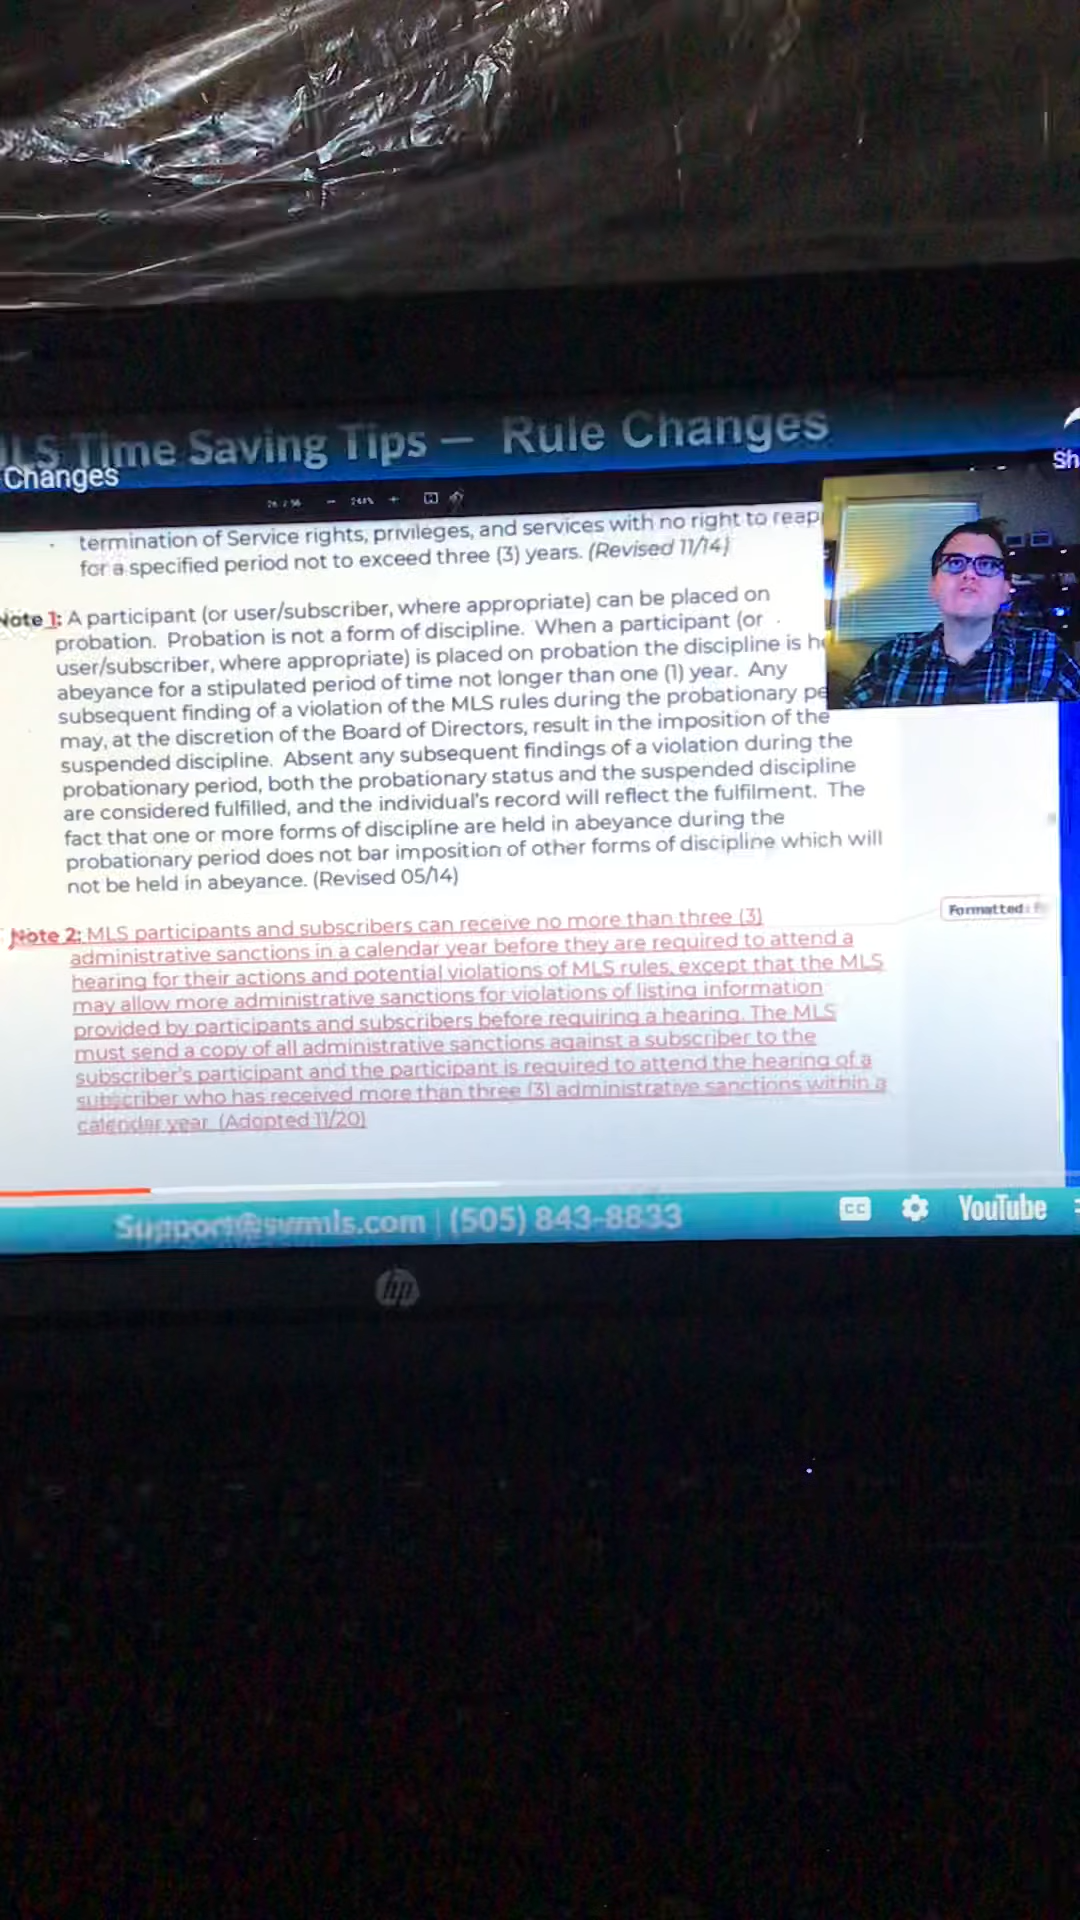 MLS Time Saving Tips — Rule Changes
Changes
Sh
termination of Service rights, privileges, and services with no right to reap
for a specified period not to exceed three (3) years. (Revised 11/14)
Note 1: A participant (or user/subscriber, where appropriate) can be placed on
probation. Probation is not a form of discipline. When a participant (or
user/subscriber, where appropriate) is placed on probation the discipline is he
abeyance for a stipulated period of time not longer than one (1) year. Any
subsequent finding of a violation of the MLS rules during the probationary pe
may, at the discretion of the Board of Directors, result in the imposition of the
suspended discipline. Absent any subsequent findings of a violation during the
probationary period, both the probationary status and the suspended discipline
are considered fulfilled, and the individual's record will reflect the fulfilment. The
fact that one or more forms of discipline are held in abeyance during the
probationary period does not bar imposition of other forms of discipline which will
not be held in abeyance. (Revised 05/14)
Formatted:
Note 2: MLS participants and subscribers can receive no more than three (3)
administrative sanctions in a calendar year before they are required to attend a
hearing for their actions and potential violations of MLS rules, except that the MLS
may allow more administrative sanctions for violations of listing information
provided by participants and subscribers before requiring a hearing. The MLS
must send a copy of all administrative sanctions against a subscriber to the
subscriber's participant and the participant is required to attend the hearing of a
subscriber who has received more than three (3) administrative sanctions within a
calendar year. (Adopted 11/20)
Support@swmls.com | (505) 843-8833
CC
YouTube
hp